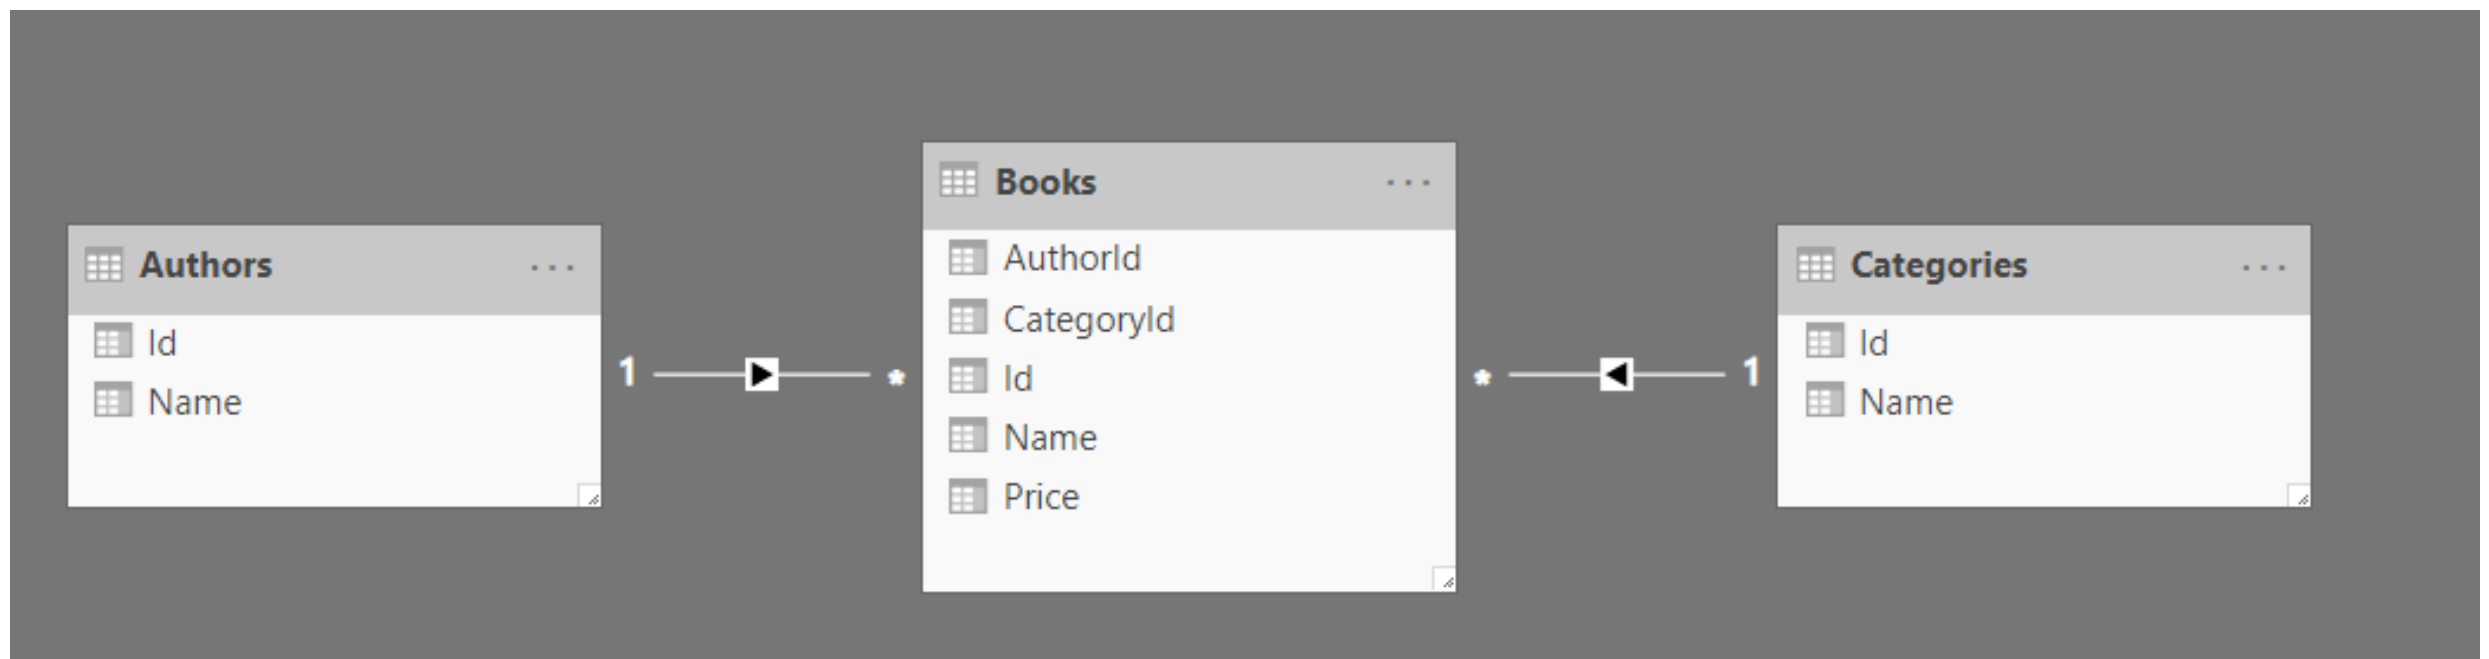 Authors
Id
Name
1
*
Books
AuthorId
CategoryId
Id
Name
Price
*
1
Categories
Id
Name